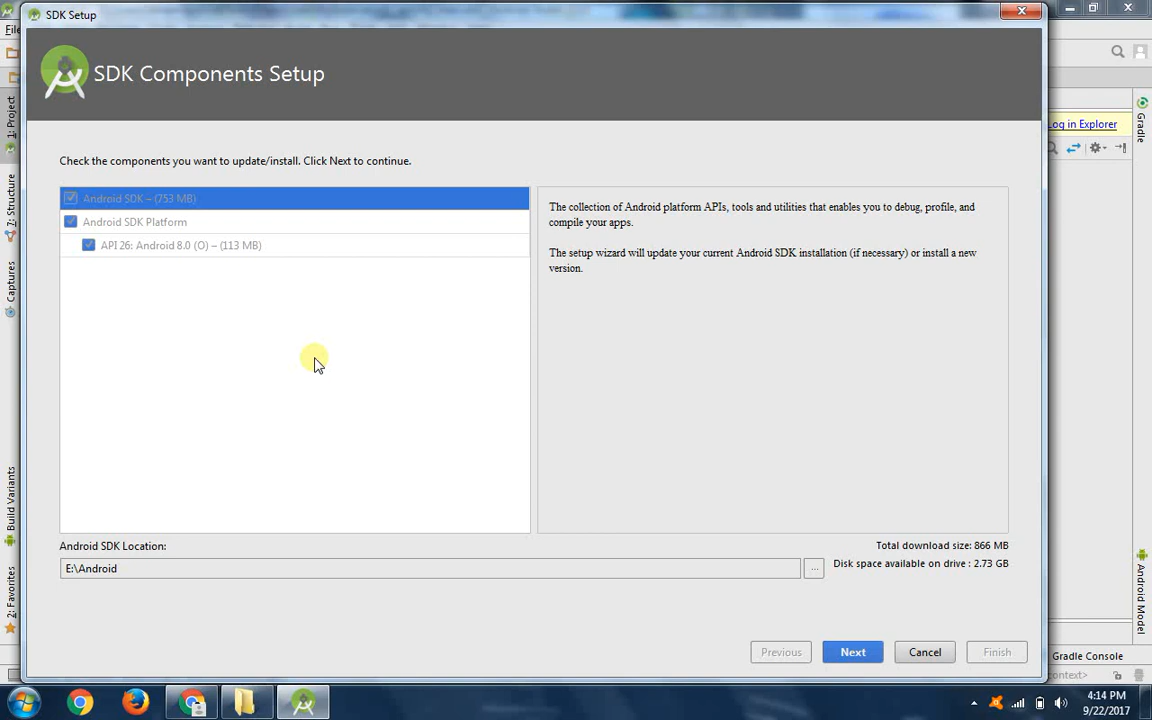 SDK Setup
File
SDK Components Setup
Log in Explorer
1: Project
Gradle
Check the components you want to update/install. Click Next to continue.
Android SDK – (753 MB)
Android SDK Platform
API 26: Android 8.0 (O) – (113 MB)
The collection of Android platform APIs, tools and utilities that enables you to debug, profile, and
compile your apps.
The setup wizard will update your current Android SDK installation (if necessary) or install a new
version.
7: Structure
Captures
Build Variants
2: Favorites
Android Model
Android SDK Location:
E:\Android
...
Total download size: 866 MB
Disk space available on drive : 2.73 GB
Previous
Next
Cancel
Finish
Gradle Console
context>
4:14 PM
9/22/2017